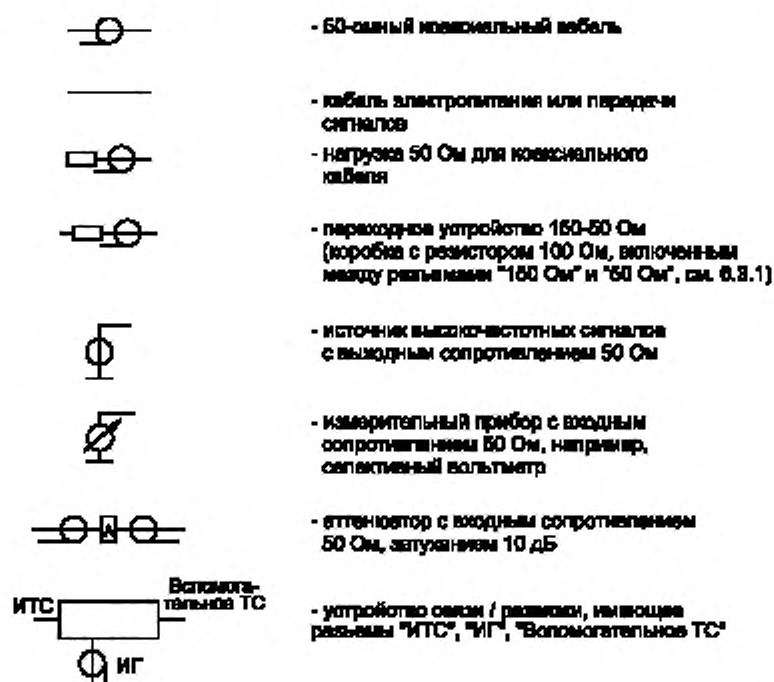 - 50-омный коаксиальный кабель
- кабель электропитания или передачи
сигналов
- нагрузка 50 Ом для коаксиального
кабеля
- переходное устройство 150-50 Ом
(коробка с резистором 100 Ом, включенным
между разъемами "150 Ом" и "50 Ом", см. 6.3.1)
- источник высокочастотных сигналов
с выходным сопротивлением 50 Ом
- измерительный прибор с входным
сопротивлением 50 Ом, например,
селективный вольтметр
- аттенюатор с входным сопротивлением
50 Ом, затуханием 10 дБ
ИТС
Вспомога-
тельное ТС
- устройство связи / развязки, имеющее
разъемы "ИТС", "ИГ", "Вспомогательное ТС"
ИГ